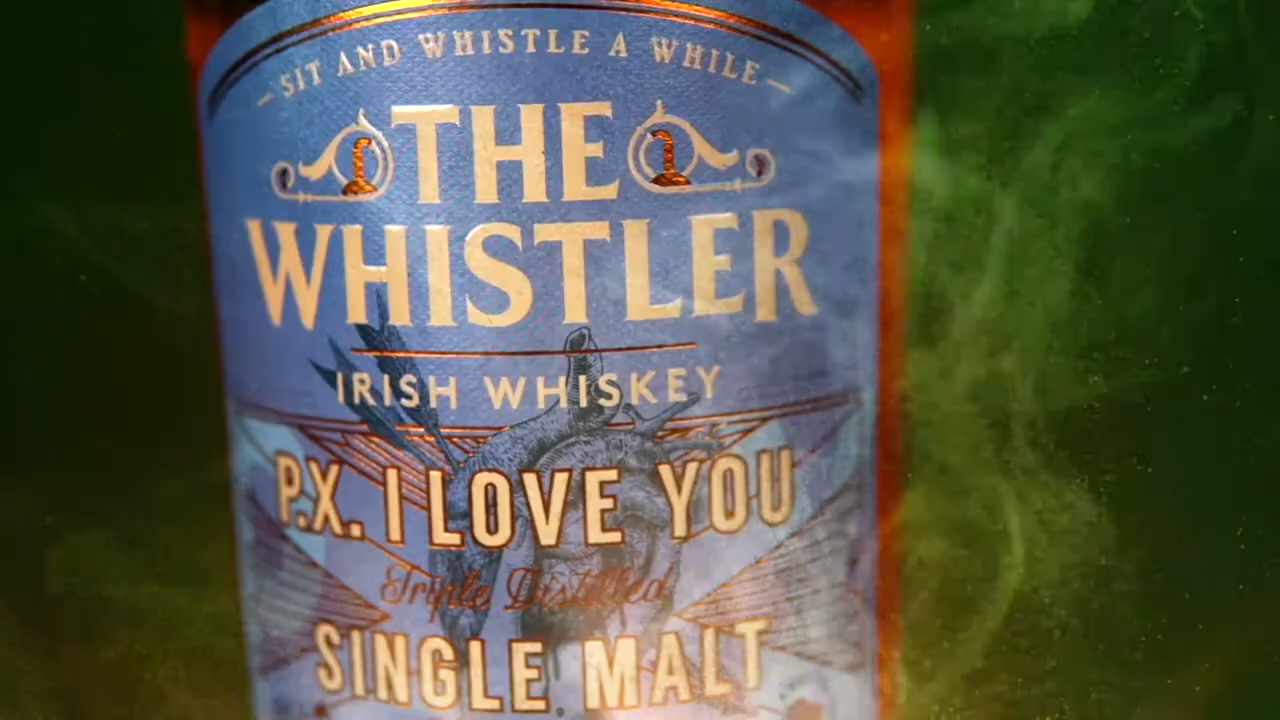 SIT AND WHISTLE A WHILE
THE
WHISTLER
IRISH WHISKEY
P.X. I LOVE YOU
Triple Distilled
SINGLE MALT